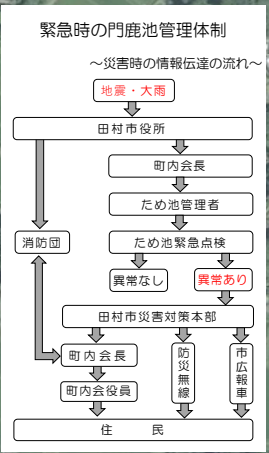 緊急時の門鹿池管理体制
～災害時の情報伝達の流れ～
地震・大雨
田村市役所
町内会長
ため池管理者
消防団
ため池緊急点検
異常なし
異常あり
田村市災害対策本部
町内会長
防災無線
市広報車
町内会役員
住　民